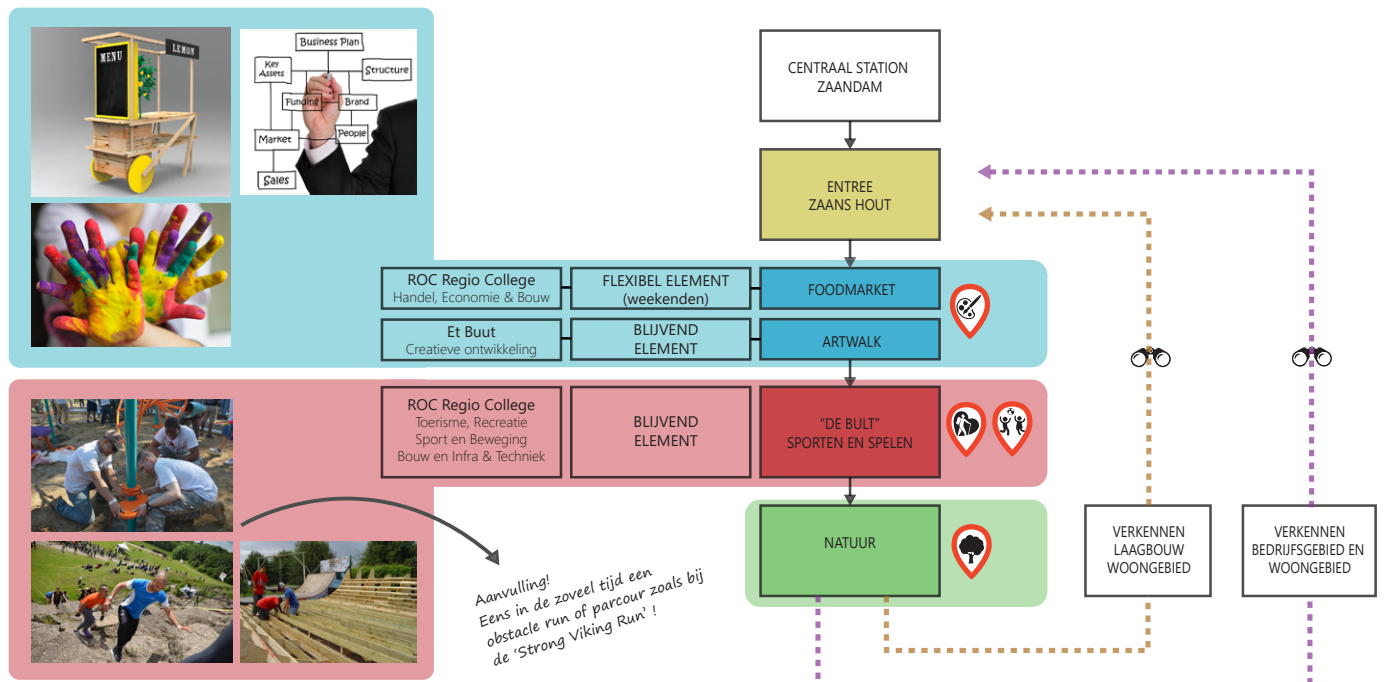 MENU
LEMON
Business Plan
Key
Assets
Structure
Funding
Brand
Market
People
Sales
CENTRAAL STATION
ZAANDAM
ENTREE
ZAANS HOUT
ROC Regio College
Handel, Economie & Bouw
FLEXIBEL ELEMENT
(weekenden)
FOODMARKET
Et Buut
Creatieve ontwikkeling
BLIJVEND
ELEMENT
ARTWALK
ROC Regio College
Toerisme, Recreatie
Sport en Beweging
Bouw en Infra & Techniek
BLIJVEND
ELEMENT
"DE BULT"
SPORTEN EN SPELEN
NATUUR
VERKENNEN
LAAGBOUW
WOONGEBIED
VERKENNEN
BEDRIJFSGEBIED EN
WOONGEBIED
Aanvulling!
Eens in de zoveel tijd een
obstacle run of parcour zoals bij
de 'Strong Viking Run' !